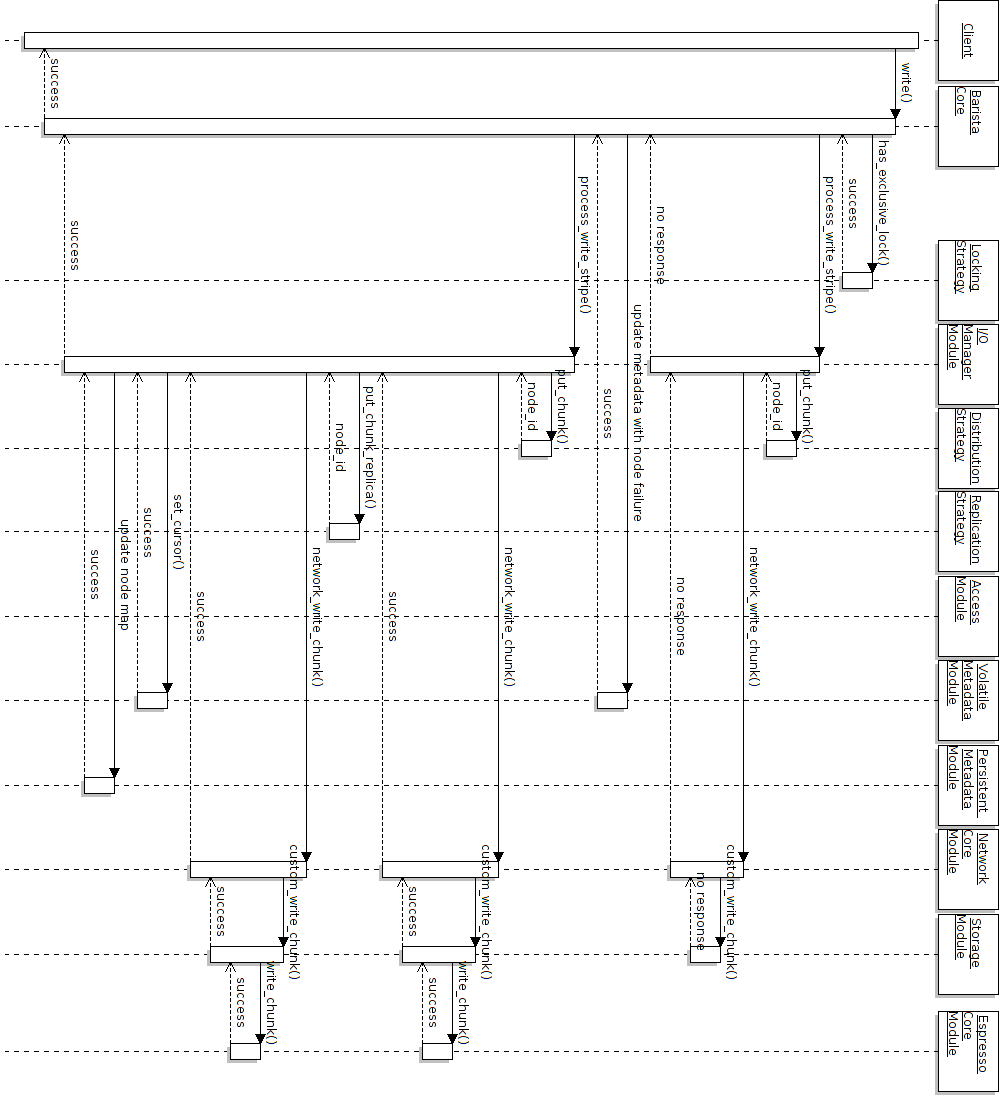 Client
Barista
Core
Locking
Strategy
I/O
Manager
Module
Distribution
Strategy
Replication
Strategy
Access
Module
Volatile
Metadata
Module
Persistent
Metadata
Module
Network
Core
Module
Storage
Module
Espresso
Core
Module
write()
has_exclusive_lock()
success
process_write_stripe()
put_chunk()
node_id
network_write_chunk()
custom_write_chunk()
no response
no response
no response
update metadata with node failure
success
process_write_stripe()
put_chunk()
node_id
network_write_chunk()
custom_write_chunk()
write_chunk()
success
success
success
put_chunk_replica()
node_id
network_write_chunk()
custom_write_chunk()
write_chunk()
success
success
success
set_cursor()
success
update node map
success
success
success